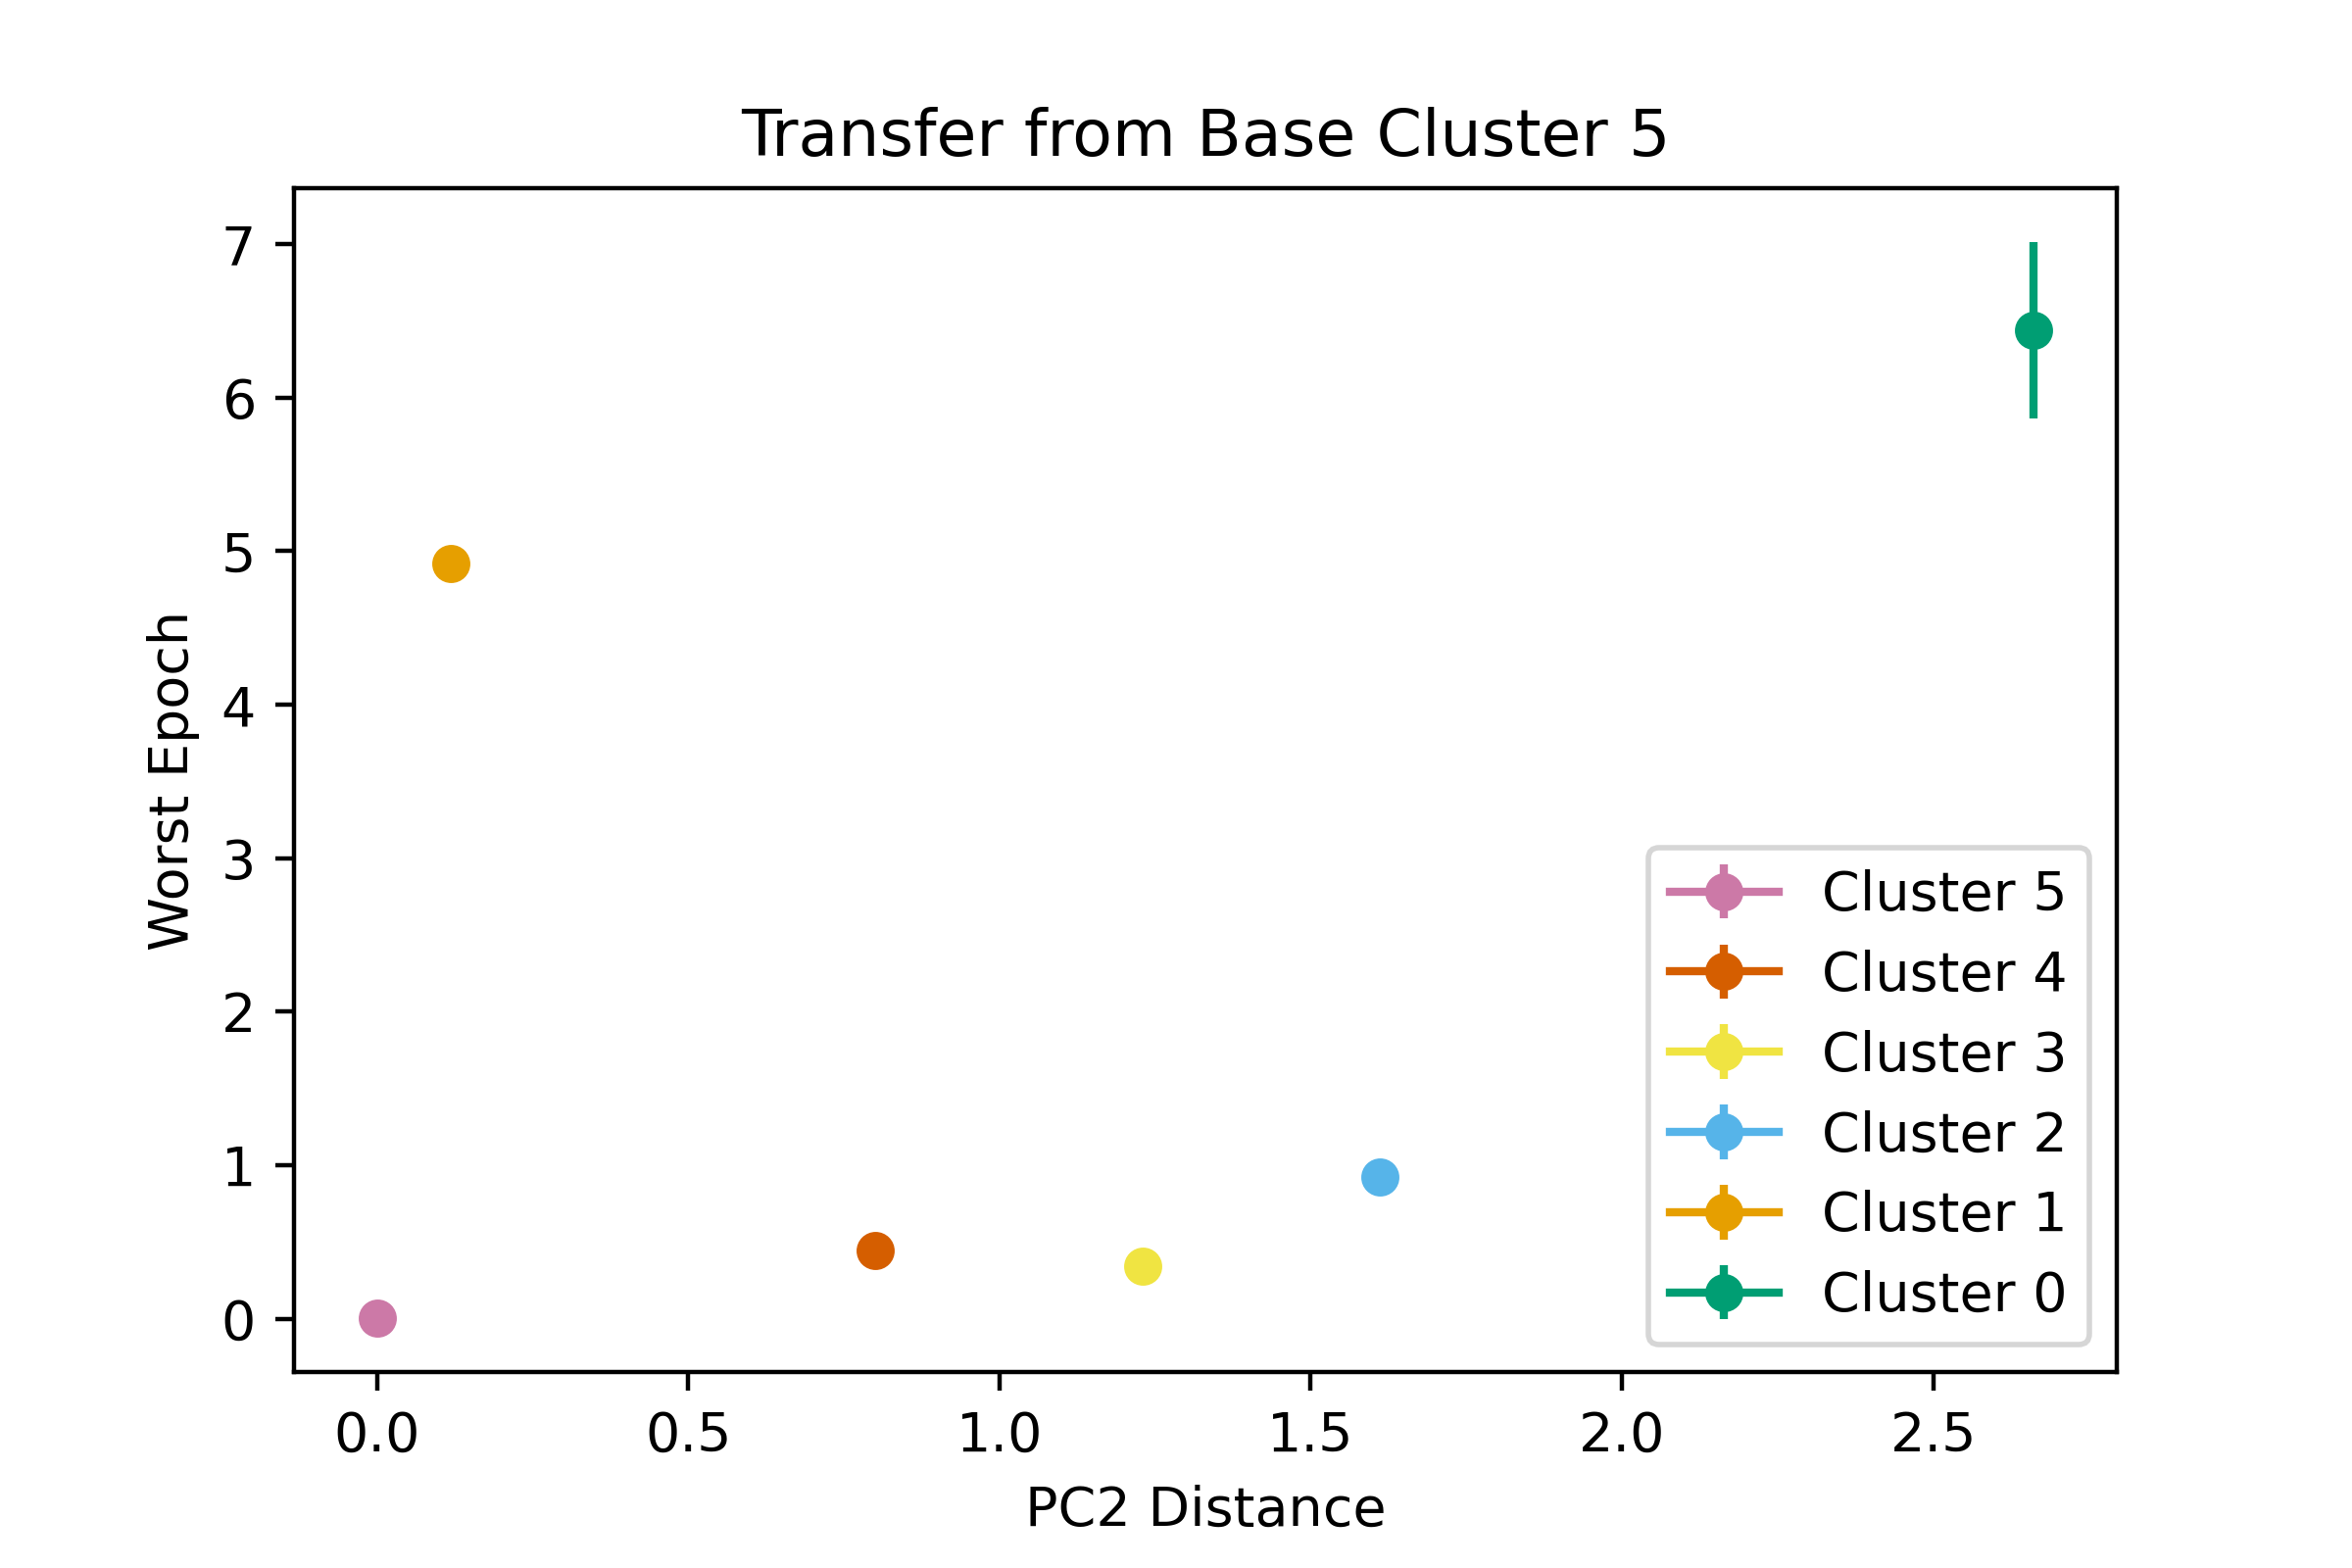 Transfer from Base Cluster 5
Worst Epoch
7
6
5
4
3
2
1
0
Cluster 5
Cluster 4
Cluster 3
Cluster 2
Cluster 1
Cluster 0
0.0 0.5 1.0 1.5 2.0 2.5
PC2 Distance